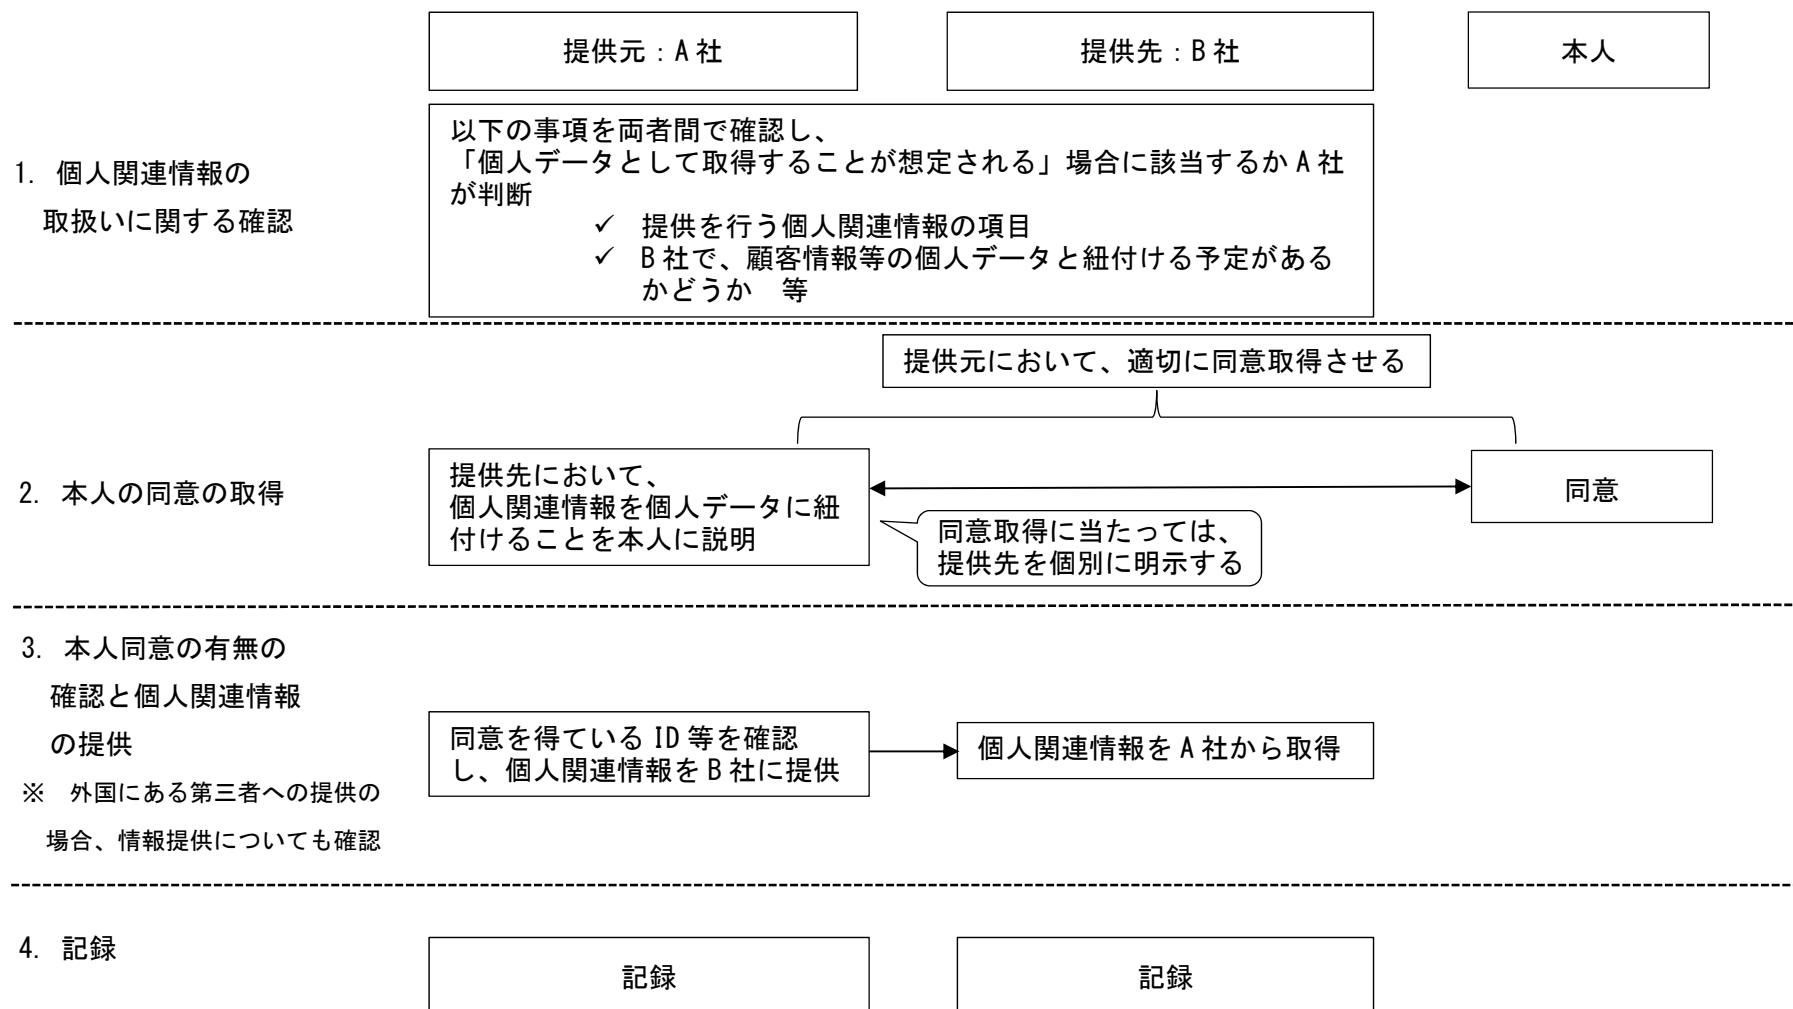 提供元：A社
提供先：B社
本人
1. 個人関連情報の
取扱いに関する確認
以下の事項を両者間で確認し、
「個人データとして取得することが想定される」場合に該当するかA社
が判断
✓ 提供を行う個人関連情報の項目
✓ B社で、顧客情報等の個人データと紐付ける予定がある
かどうか　等
提供元において、適切に同意取得させる
2. 本人の同意の取得
提供先において、
個人関連情報を個人データに紐
付けることを本人に説明
同意
同意取得に当たっては、
提供先を個別に明示する
3. 本人同意の有無の
確認と個人関連情報
の提供
※　外国にある第三者への提供の
場合、情報提供についても確認
同意を得ているID等を確認
し、個人関連情報をB社に提供
個人関連情報をA社から取得
4. 記録
記録
記録